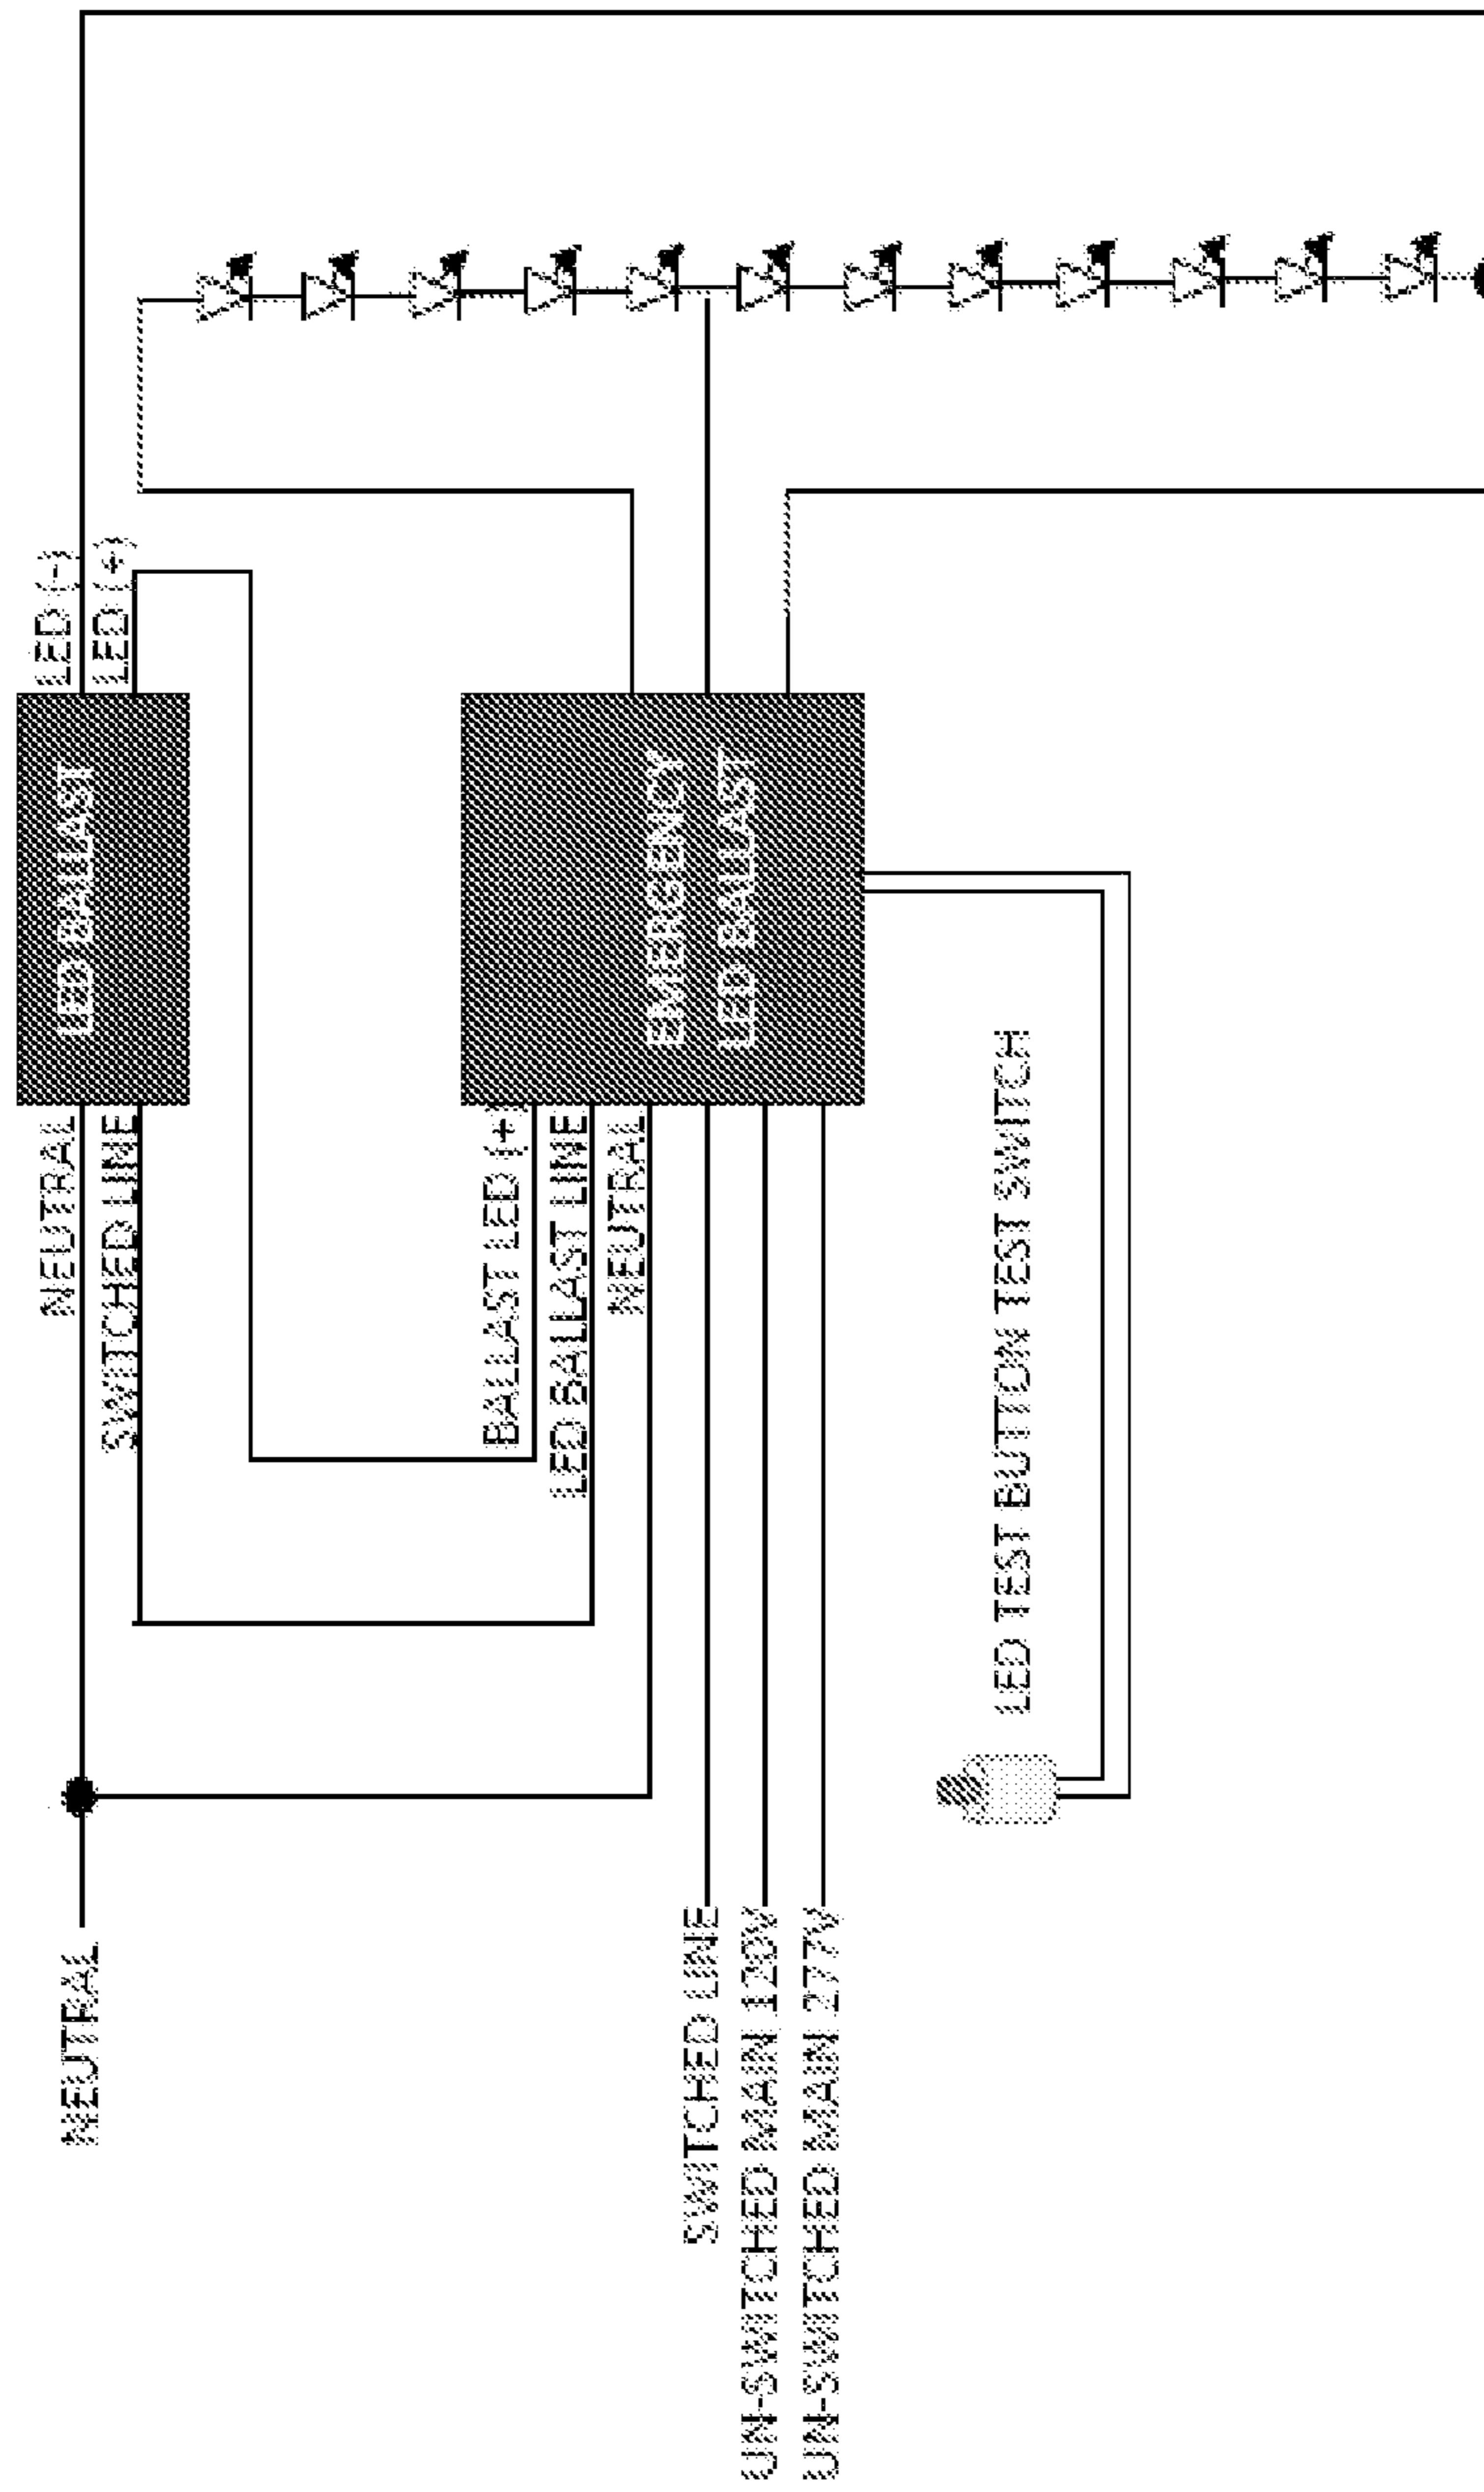 LED (-)
LED (+)
LED BALLAST
NEUTRAL
SWITCHED LINE
BALLAST LED (+)
LED BALLAST LINE
NEUTRAL
EMERGENCY
LED BALLAST
LED TEST BUTTON TEST SWITCH
NEUTRAL
SWITCHED LINE
UN-SWITCHED MAIN 120V
UN-SWITCHED MAIN 277V